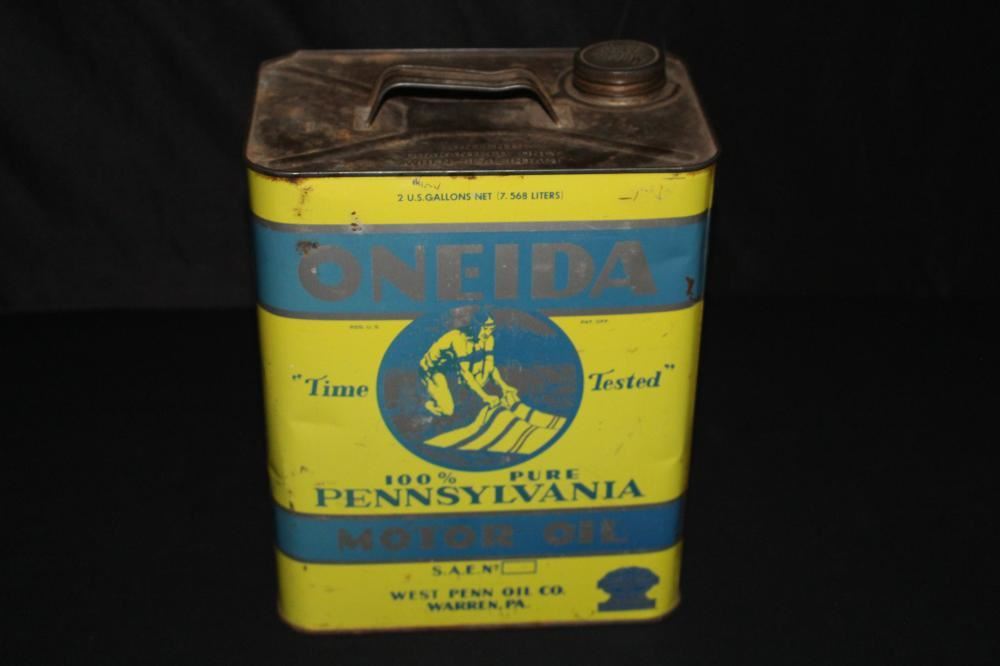 2 U.S. GALLONS NET (7.568 LITERS)
ONEIDA
REG. U.S. PAT. OFF.
"Time Tested"
100% PURE
PENNSYLVANIA
MOTOR OIL
S.A.E. Nº
WEST PENN OIL CO.
WARREN, PA.